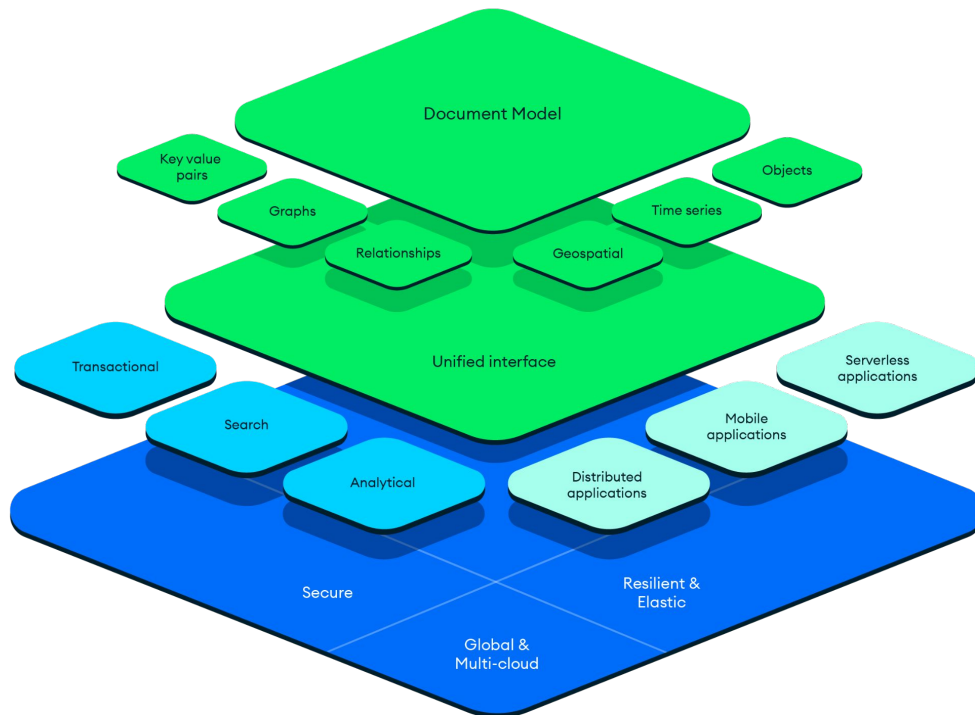 Document Model
Key value
pairs
Objects
Graphs
Time series
Relationships
Geospatial
Unified interface
Transactional
Serverless
applications
Search
Mobile
applications
Analytical
Distributed
applications
Secure
Resilient &
Elastic
Global &
Multi-cloud